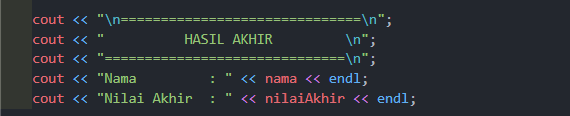 cout << "\n==============================\n";
cout << "          HASIL AKHIR         \n";
cout << "==============================\n";
cout << "Nama         : " << nama << endl;
cout << "Nilai Akhir  : " << nilaiAkhir << endl;